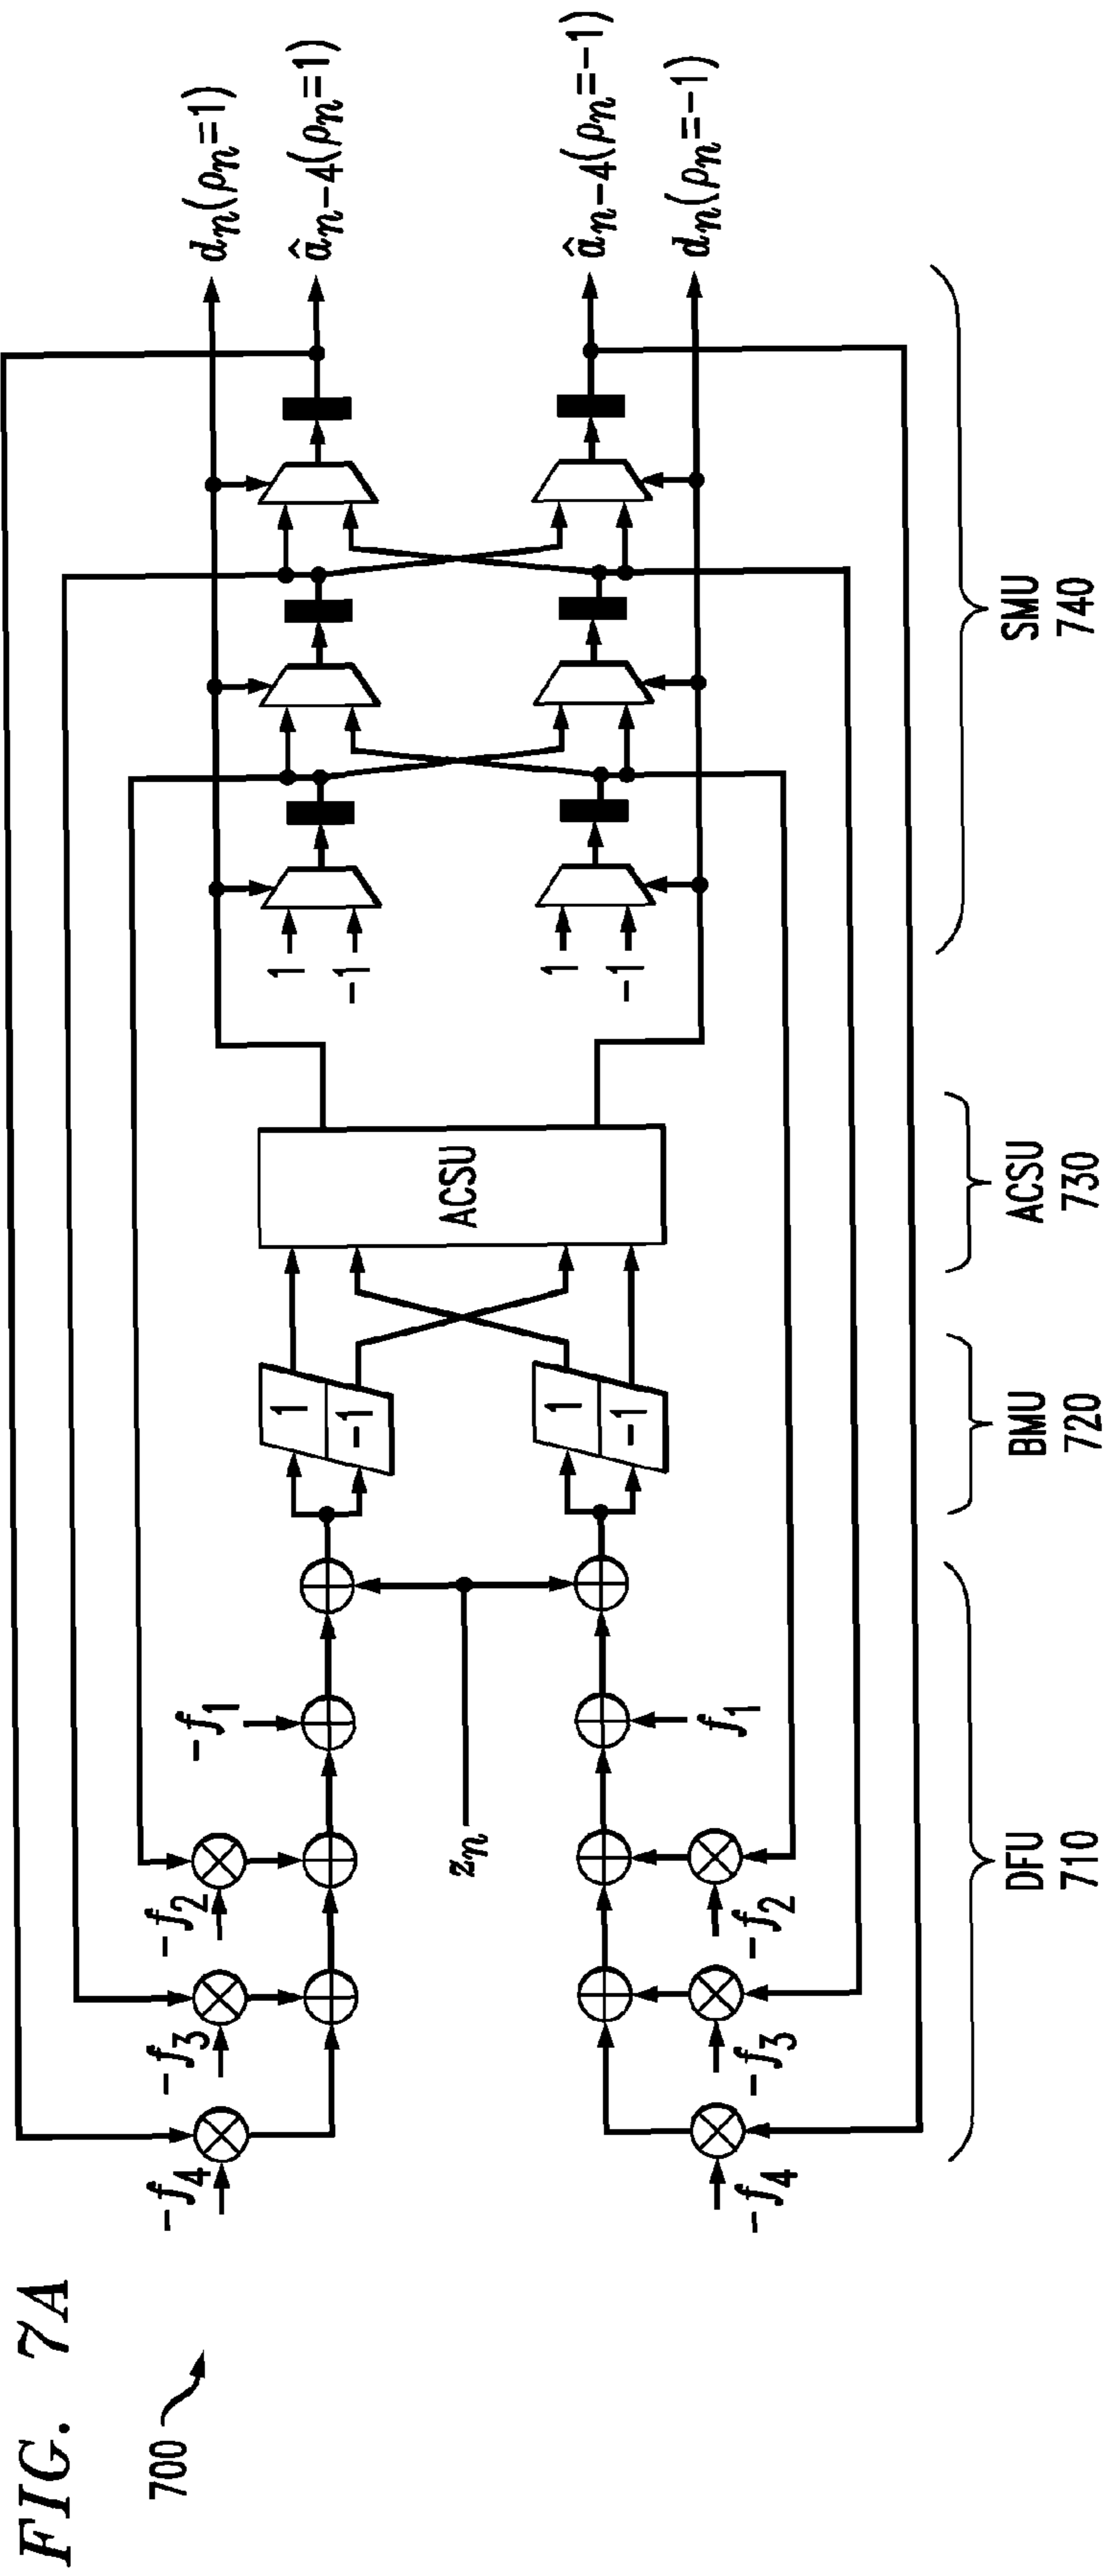 FIG. 7A
700
-f4
-f3
-f2
-f1
zn
-f4
-f3
-f2
f1
1
-1
1
-1
ACSU
1
-1
1
-1
dn(ρn=1)
ân-4(ρn=1)
ân-4(ρn=-1)
dn(ρn=-1)
DFU
710
BMU
720
ACSU
730
SMU
740